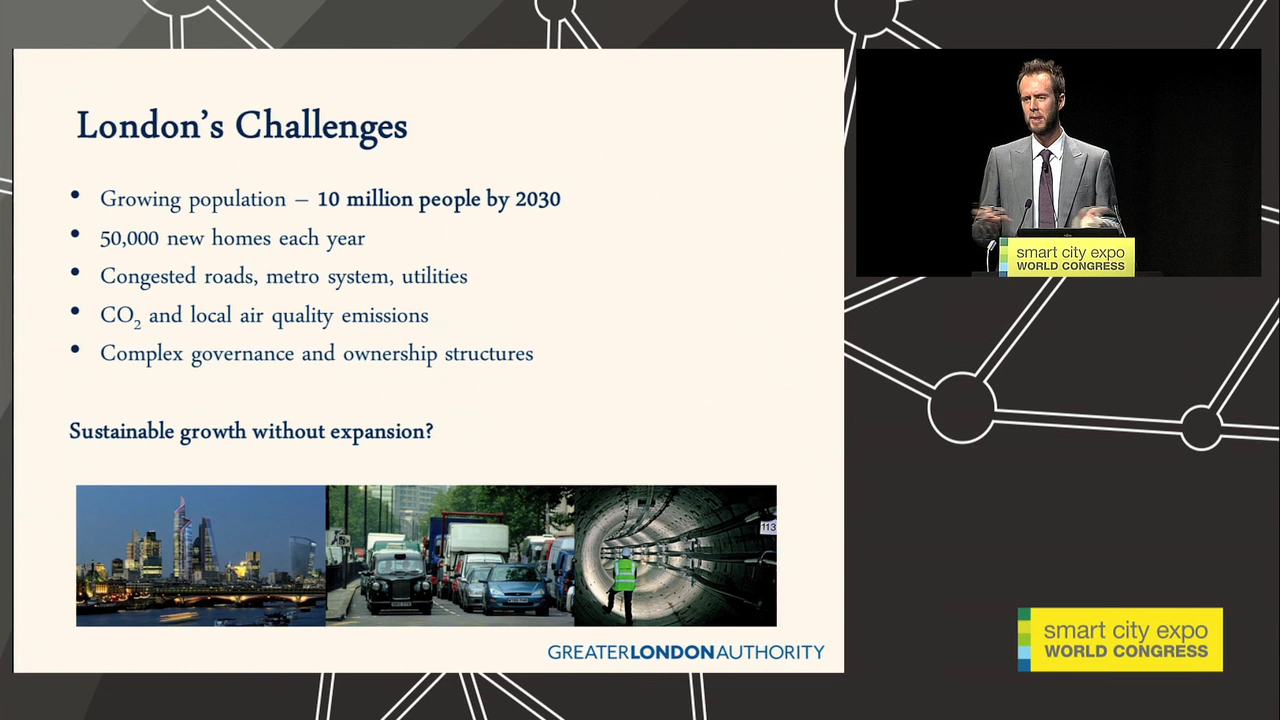 London's Challenges
• Growing population – 10 million people by 2030
• 50,000 new homes each year
• Congested roads, metro system, utilities
• CO₂ and local air quality emissions
• Complex governance and ownership structures
Sustainable growth without expansion?
113
GREATERLONDONAUTHORITY
smart city expo
WORLD CONGRESS
smart city expo
WORLD CONGRESS